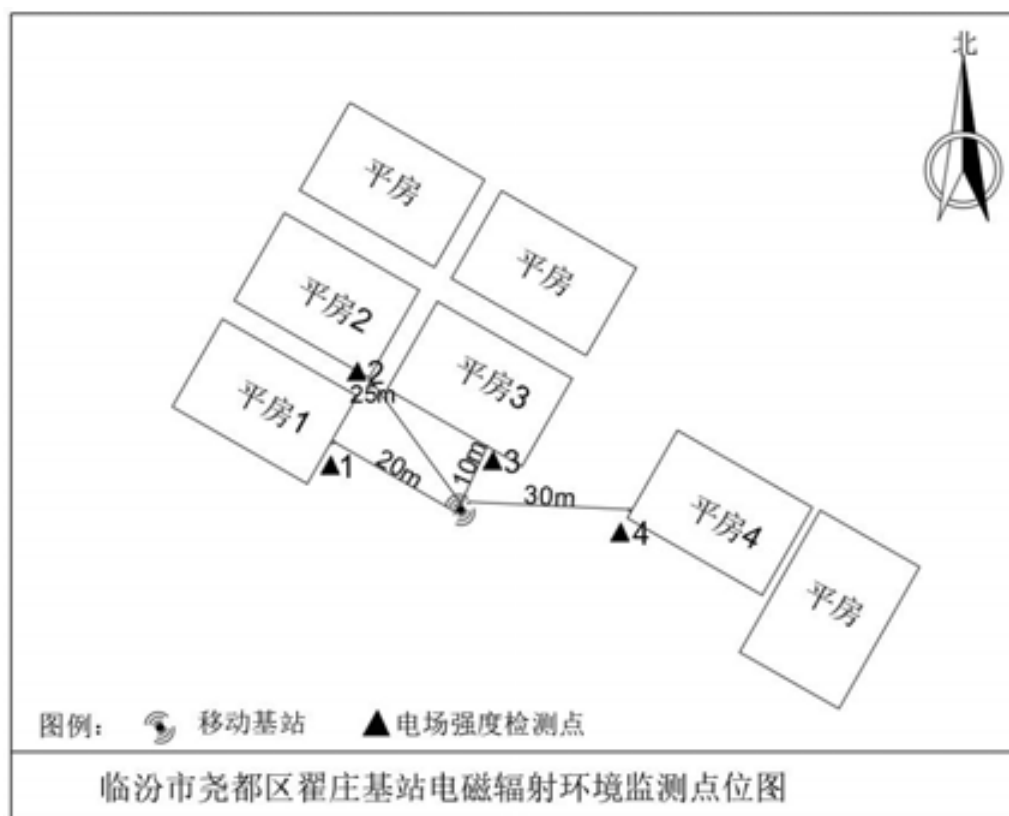 北
平房
平房
平房2
平房3
平房1
2
25m
20m
10m
3
1
30m
4
平房4
平房
图例：
移动基站
电场强度检测点
临汾市尧都区翟庄基站电磁辐射环境监测点位图